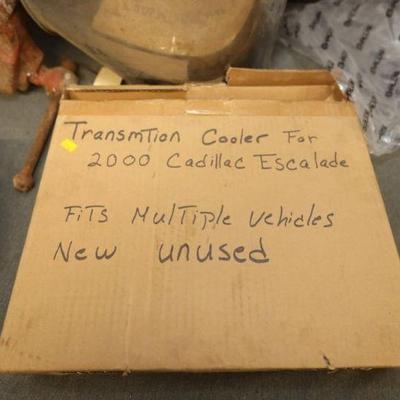 Transmtion Cooler For
2000 Cadillac Escalade
Fits Multiple Vehicles
New unused